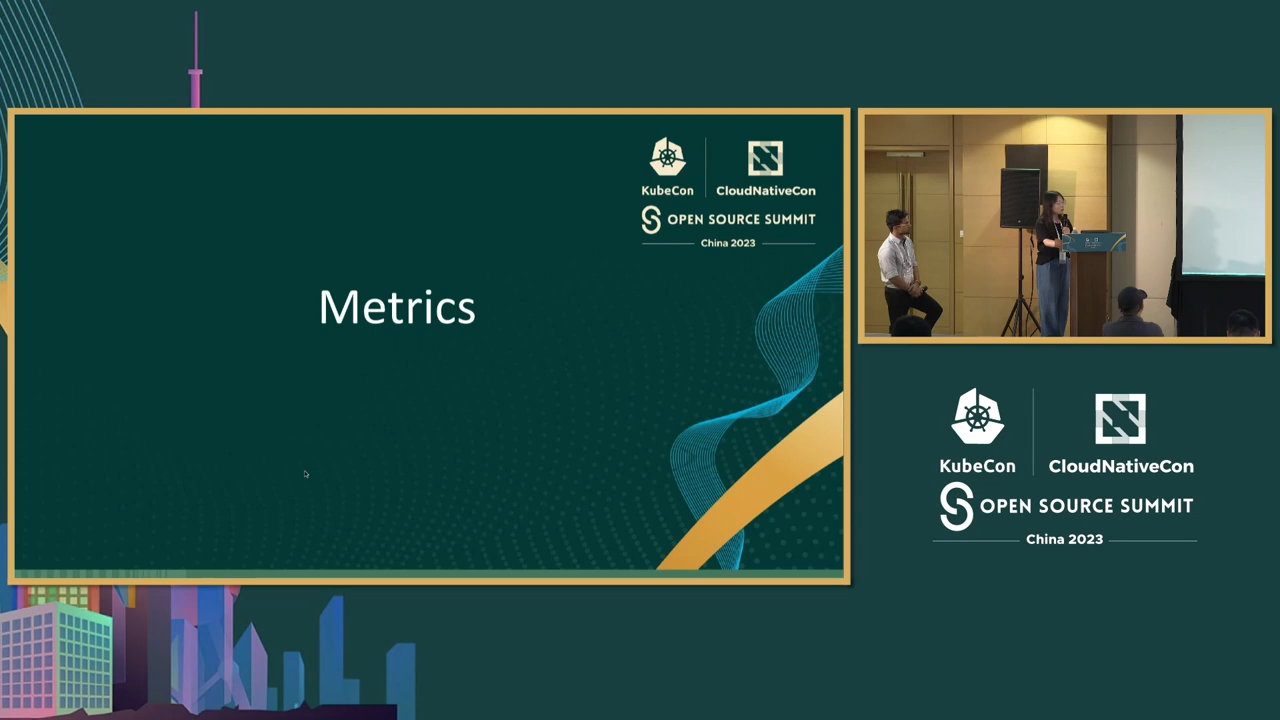 KubeCon
CloudNativeCon
OPEN SOURCE SUMMIT
China 2023
Metrics
KubeCon
CloudNativeCon
OPEN SOURCE SUMMIT
China 2023